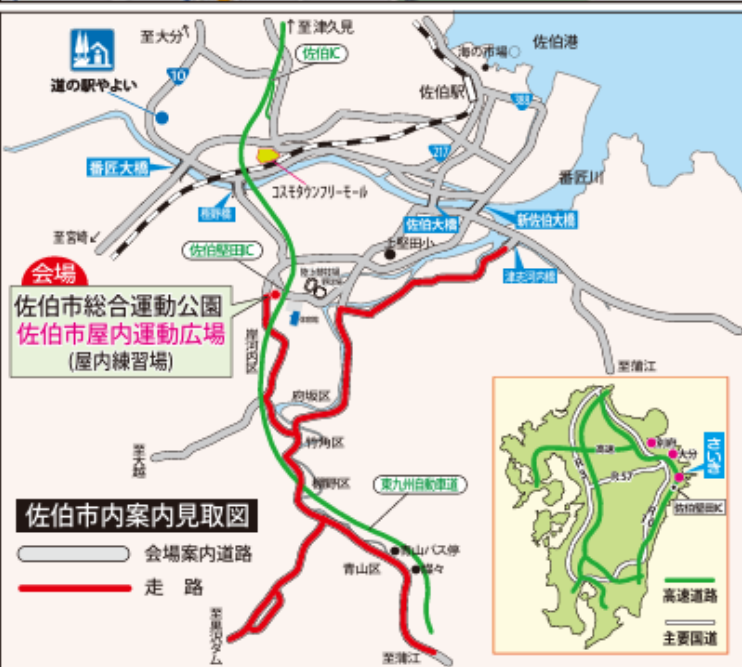 至大分
至津久見
佐伯IC
道の駅やよい
10
海の市場○
佐伯港
佐伯駅
388
217
番匠大橋
コスモタウンフリーモール
番匠川
佐伯大橋
新佐伯大橋
至宮崎
佐伯堅田IC
上堅田小
津志河内橋
会場
佐伯市総合運動公園
佐伯市屋内運動広場
(屋内練習場)
岸河内区
至蒲江
府坂区
竹角区
至大越
東九州自動車道
佐伯市内案内見取図
会場案内道路
走 路
青山区
青山バス停
至黒沢ダム
至蒲江
高速
別府
大分
さいき
R57
R10
佐伯堅田IC
高速道路
主要国道